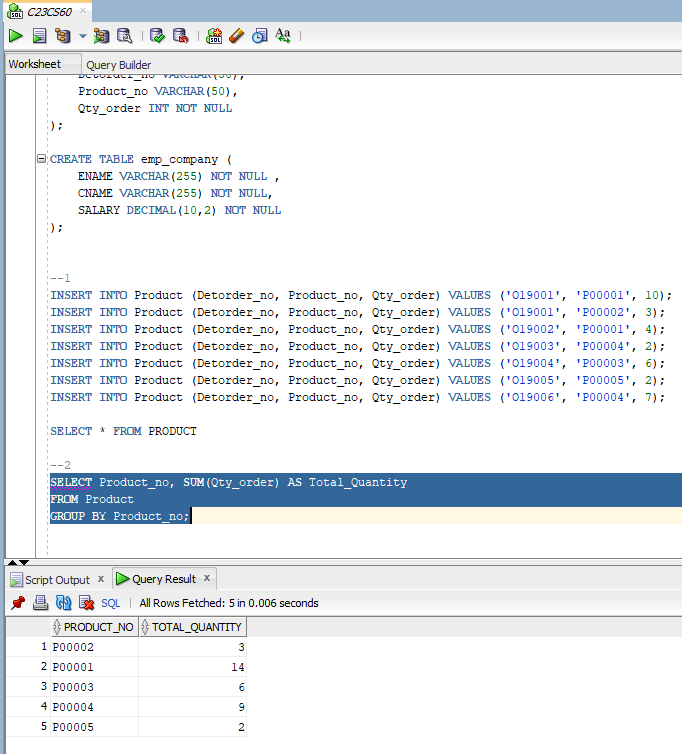 C23CS60
Worksheet Query Builder
Detorder_no VARCHAR(50),
Product_no VARCHAR(50),
Qty_order INT NOT NULL
);
CREATE TABLE emp_company (
ENAME VARCHAR(255) NOT NULL ,
CNAME VARCHAR(255) NOT NULL,
SALARY DECIMAL(10,2) NOT NULL
);
--1
INSERT INTO Product (Detorder_no, Product_no, Qty_order) VALUES ('O19001', 'P00001', 10);
INSERT INTO Product (Detorder_no, Product_no, Qty_order) VALUES ('O19001', 'P00002', 3);
INSERT INTO Product (Detorder_no, Product_no, Qty_order) VALUES ('O19002', 'P00001', 4);
INSERT INTO Product (Detorder_no, Product_no, Qty_order) VALUES ('O19003', 'P00004', 2);
INSERT INTO Product (Detorder_no, Product_no, Qty_order) VALUES ('O19004', 'P00003', 6);
INSERT INTO Product (Detorder_no, Product_no, Qty_order) VALUES ('O19005', 'P00005', 2);
INSERT INTO Product (Detorder_no, Product_no, Qty_order) VALUES ('O19006', 'P00004', 7);
SELECT * FROM PRODUCT
--2
SELECT Product_no, SUM(Qty_order) AS Total_Quantity
FROM Product
GROUP BY Product_no;
Script Output x Query Result x
SQL | All Rows Fetched: 5 in 0.006 seconds
PRODUCT_NO TOTAL_QUANTITY
1 P00002 3
2 P00001 14
3 P00003 6
4 P00004 9
5 P00005 2